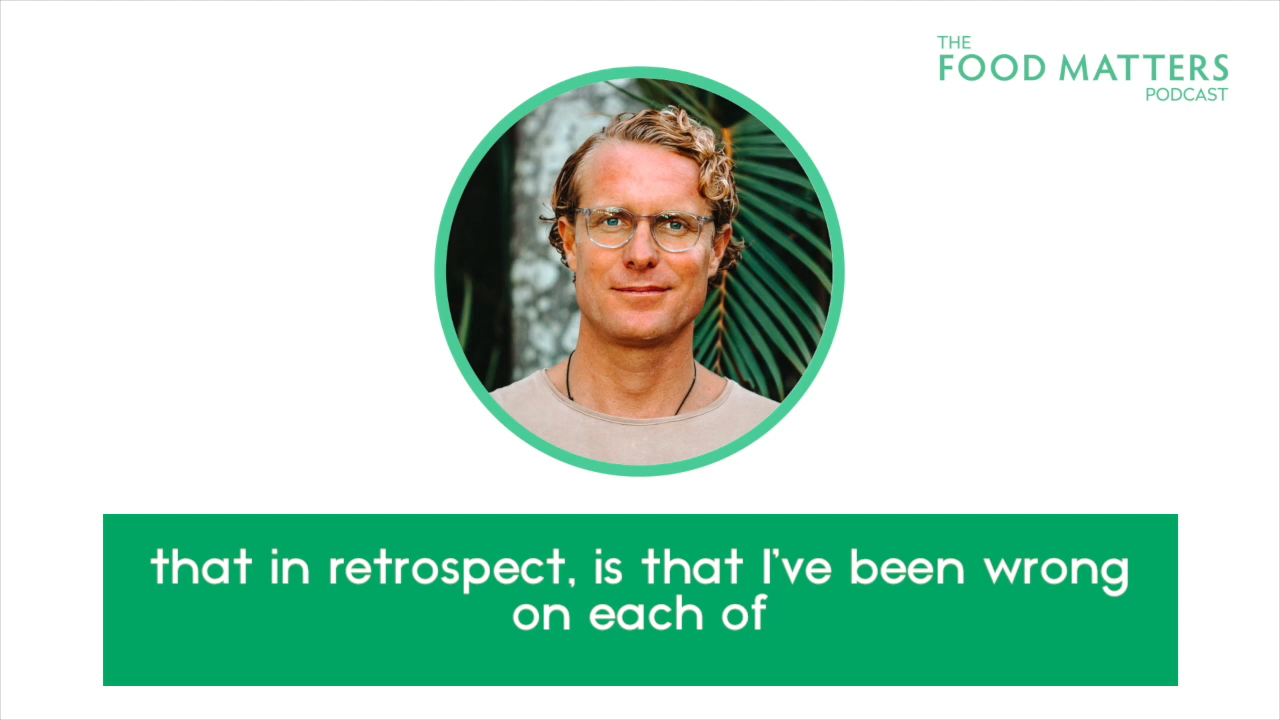 THE
FOOD MATTERS
PODCAST
that in retrospect, is that I've been wrong
on each of